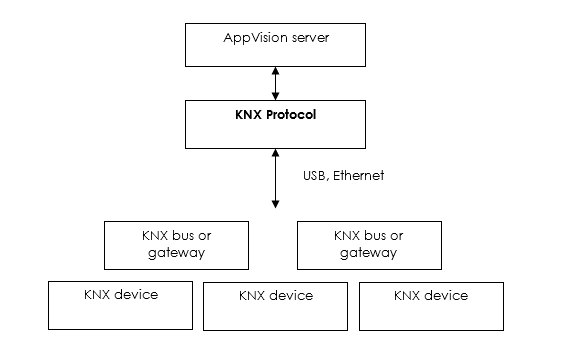 AppVision server
KNX Protocol
USB, Ethernet
KNX bus or
gateway
KNX bus or
gateway
KNX device
KNX device
KNX device